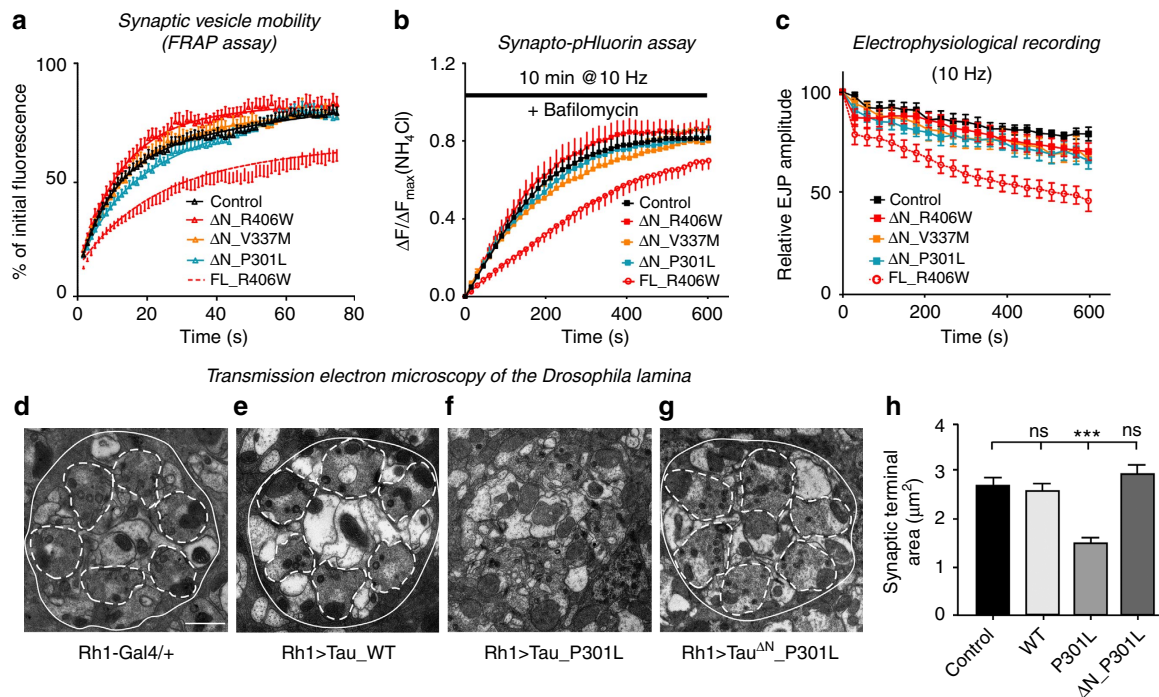 a
Synaptic vesicle mobility
(FRAP assay)
% of initial fluorescence
100
50
0
0 20 40 60 80
Time (s)
Control
ΔN_R406W
ΔN_V337M
ΔN_P301L
FL_R406W
b
Synapto-pHluorin assay
10 min @10 Hz
+ Bafilomycin
ΔF/ΔFmax(NH4Cl)
1.2
0.8
0.4
0.0
0 200 400 600
Time (s)
Control
ΔN_R406W
ΔN_V337M
ΔN_P301L
FL_R406W
c
Electrophysiological recording
(10 Hz)
Relative EJP amplitude
100
50
0
0 200 400 600
Time (s)
Control
ΔN_R406W
ΔN_V337M
ΔN_P301L
FL_R406W
Transmission electron microscopy of the Drosophila lamina
d
Rh1-Gal4/+
e
Rh1>Tau_WT
f
Rh1>Tau_P301L
g
Rh1>TauΔN_P301L
h
ns *** ns
Synaptic terminal
area (μm2)
4
3
2
1
0
Control
WT
P301L
ΔN_P301L